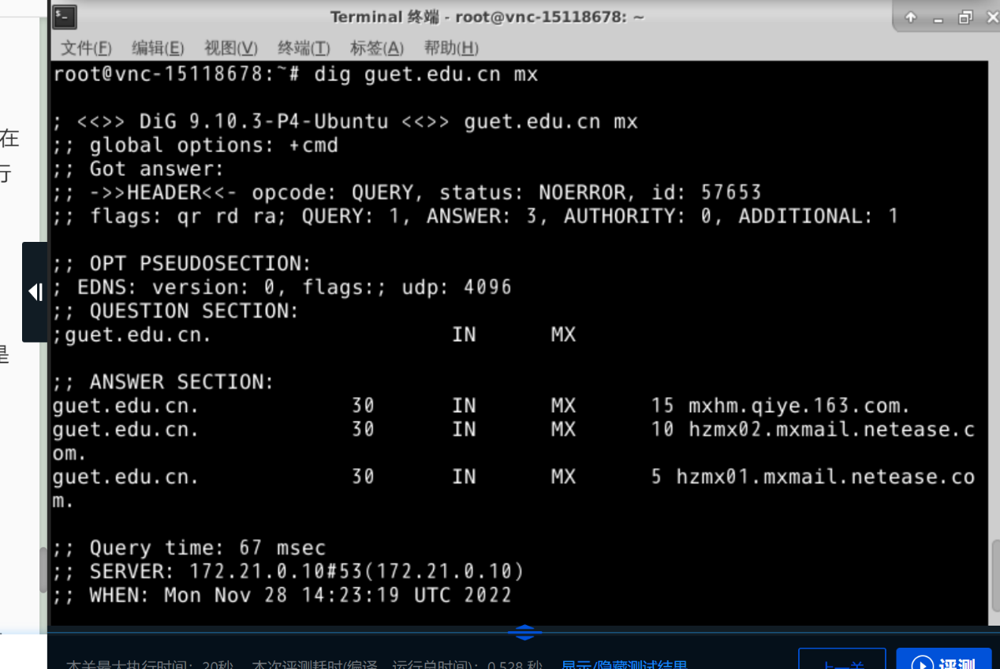 Terminal 终端 - root@vnc-15118678: ~
文件(F) 编辑(E) 视图(V) 终端(T) 标签(A) 帮助(H)
root@vnc-15118678:~# dig guet.edu.cn mx
; <<>> DiG 9.10.3-P4-Ubuntu <<>> guet.edu.cn mx
在
;; global options: +cmd
;; Got answer:
行
;; ->>HEADER<<- opcode: QUERY, status: NOERROR, id: 57653
;; flags: qr rd ra; QUERY: 1, ANSWER: 3, AUTHORITY: 0, ADDITIONAL: 1
;; OPT PSEUDOSECTION:
; EDNS: version: 0, flags:; udp: 4096
;; QUESTION SECTION:
;guet.edu.cn. IN MX
是
;; ANSWER SECTION:
guet.edu.cn. 30 IN MX 15 mxhm.qiye.163.com.
guet.edu.cn. 30 IN MX 10 hzmx02.mxmail.netease.c
om.
guet.edu.cn. 30 IN MX 5 hzmx01.mxmail.netease.co
m.
;; Query time: 67 msec
;; SERVER: 172.21.0.10#53(172.21.0.10)
;; WHEN: Mon Nov 28 14:23:19 UTC 2022
本关最大执行时间：20秒 本次评测耗时(编译、运行总时间)：0.528 秒 显示/隐藏测试结果
上一关 评测